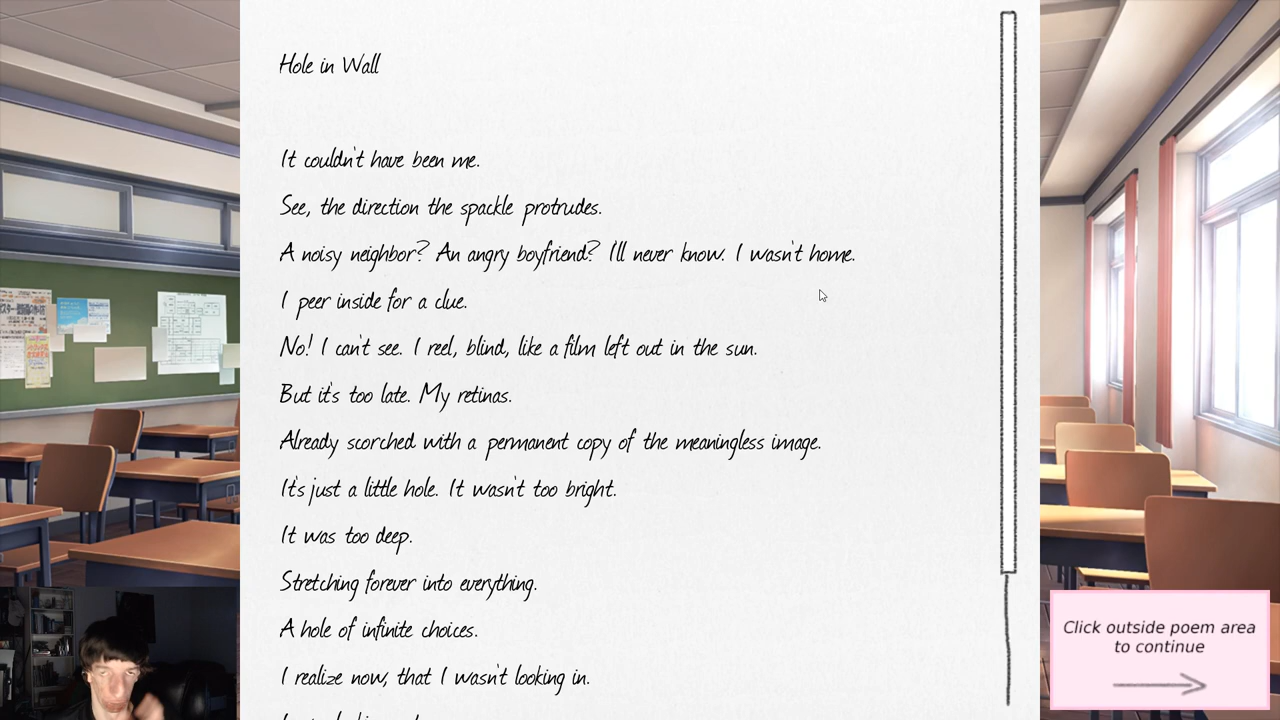 Hole in Wall
It couldn't have been me.
See, the direction the spackle protrudes.
A noisy neighbor? An angry boyfriend? I'll never know. I wasn't home.
I peer inside for a clue.
No! I can't see. I reel, blind, like a film left out in the sun.
But it's too late. My retinas.
Already scorched with a permanent copy of the meaningless image.
It's just a little hole. It wasn't too bright.
It was too deep.
Stretching forever into everything.
A hole of infinite choices.
I realize now, that I wasn't looking in.
Click outside poem area
to continue